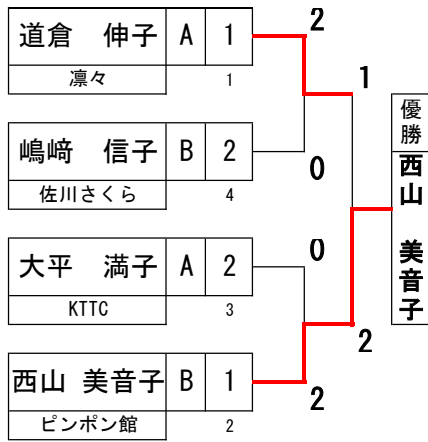 道倉　伸子 A 1
凛々 1
2
1
嶋﨑　信子 B 2
佐川さくら 4
0
優勝
西山　美音子
大平　満子 A 2
KTTC 3
0
2
西山 美音子 B 1
ピンポン館 2
2